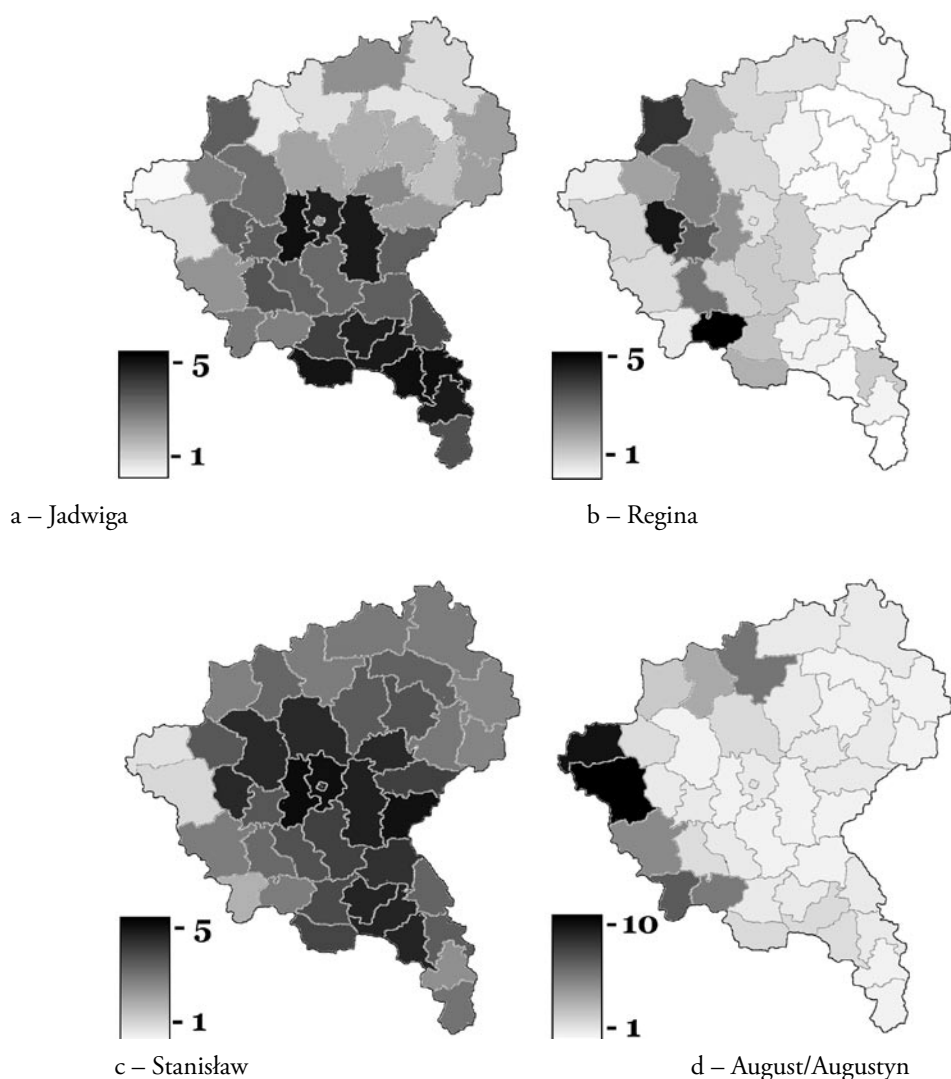 - 5
- 1
5
- 1
a – Jadwiga
b – Regina
- 5
- 1
-10
-1
c – Stanisław
d – August/Augustyn